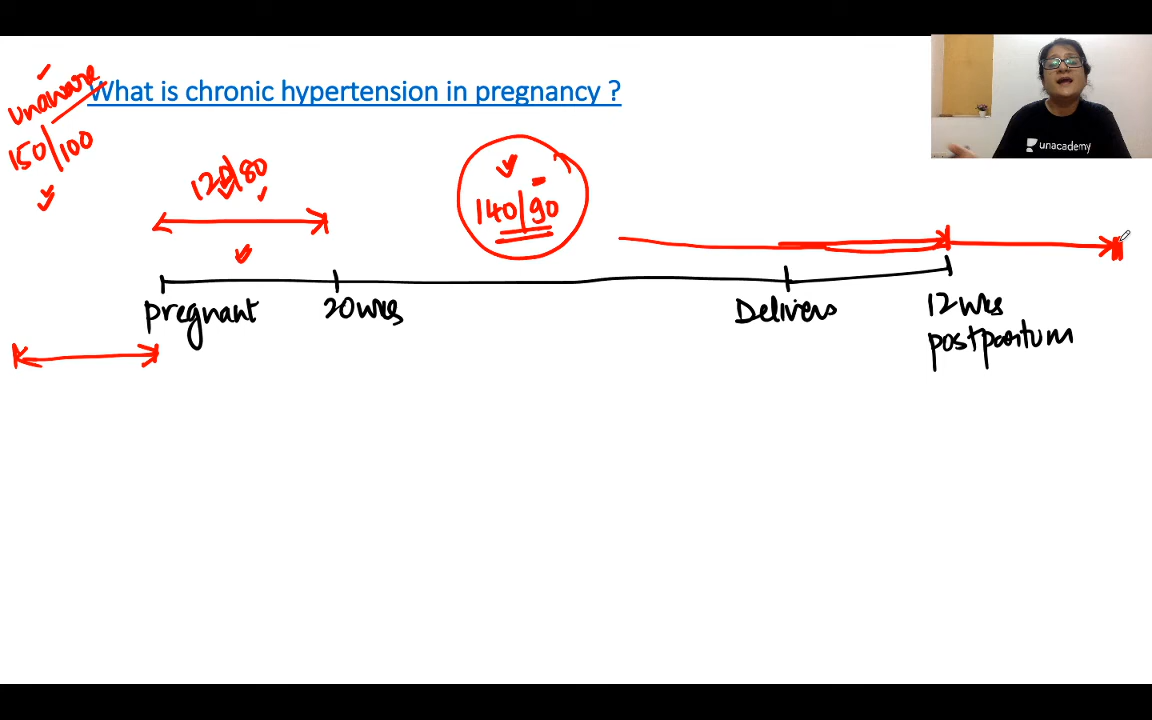 What is chronic hypertension in pregnancy ?
unaware
150/100
120/80
140/90
pregnant
20wks
Delivers
12wks
postpartum
unacademy